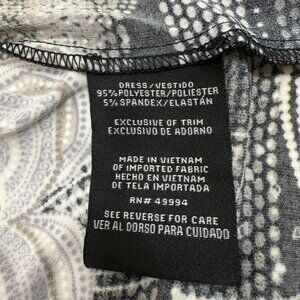 DRESS/VESTIDO
95%POLYESTER/POLIESTER
5% SPANDEX/ELASTÁN
EXCLUSIVE OF TRIM
EXCLUSIVO DE ADORNO
MADE IN VIETNAM
OF IMPORTED FABRIC
HECHO EN VIETNAM
DE TELA IMPORTADA
RN# 49994
SEE REVERSE FOR CARE
VER AL DORSO PARA CUIDADO